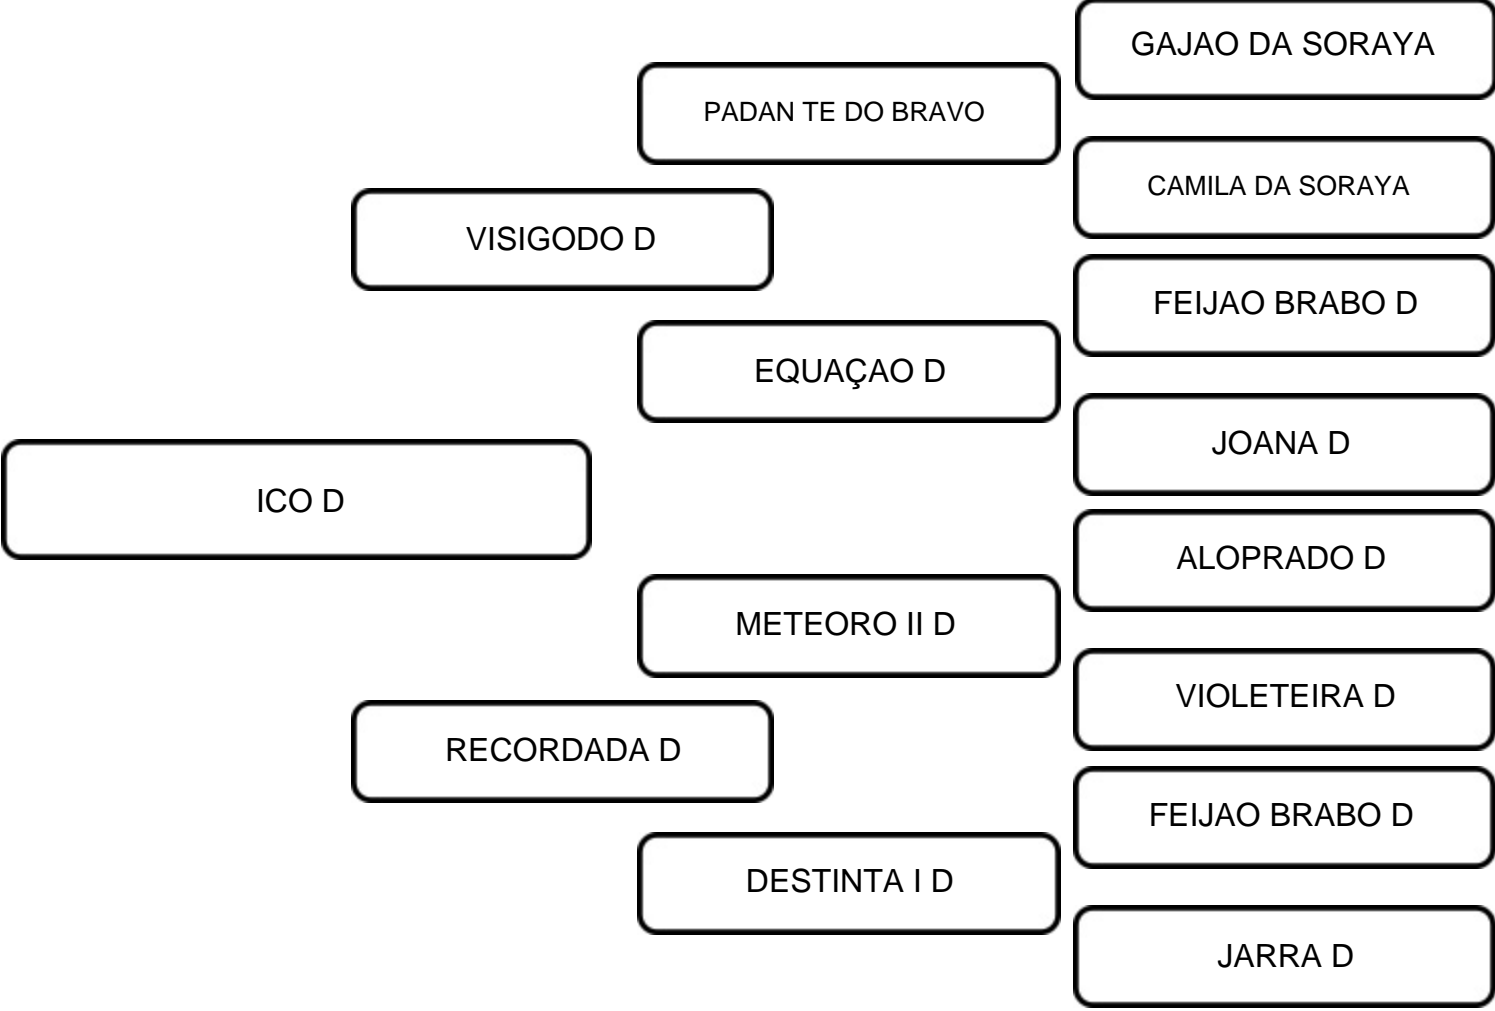 GAJAO DA SORAYA
PADAN TE DO BRAVO
CAMILA DA SORAYA
VISIGODO D
FEIJAO BRABO D
EQUAÇAO D
JOANA D
ICO D
ALOPRADO D
METEORO II D
VIOLETEIRA D
RECORDADA D
FEIJAO BRABO D
DESTINTA I D
JARRA D